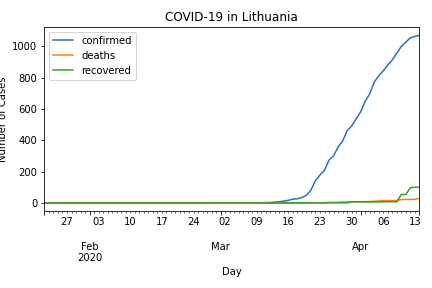 COVID-19 in Lithuania
confirmed
deaths
recovered
1000
800
600
400
200
0
Number of Cases
27 03 10 17 24 02 09 16 23 30 06 13
Feb Mar Apr
2020
Day